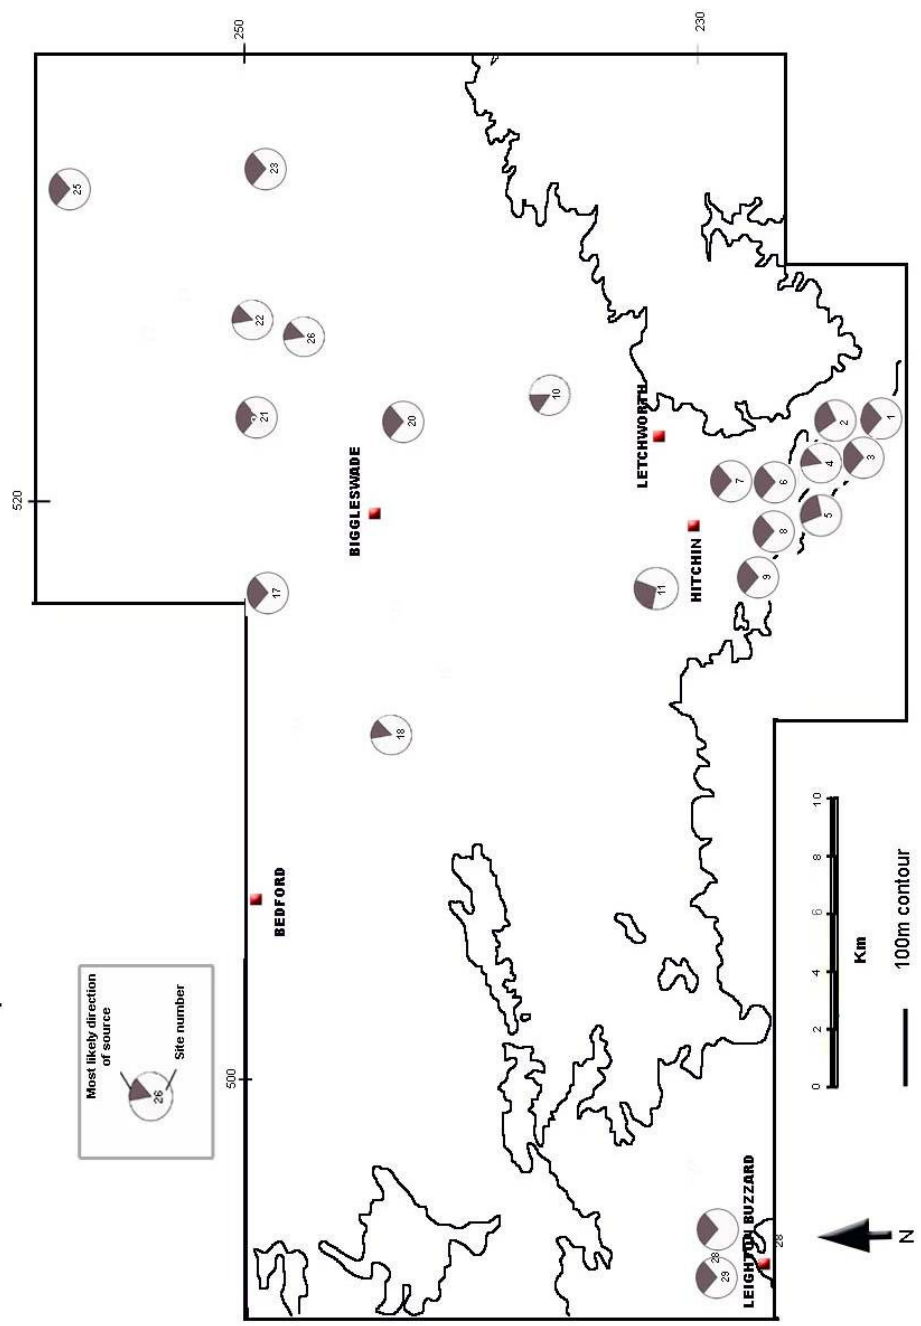 250
230
25
23
22
26
21
20
10
LETCHWORTH
520
BIGGLESWADE
2
1
3
4
7
6
5
8
9
HITCHIN
11
17
18
BEDFORD
Most likely direction
of source
Site number
26
500
0 2 4 6 8 10
Km
100m contour
LEIGHTON BUZZARD
28
29
28
N